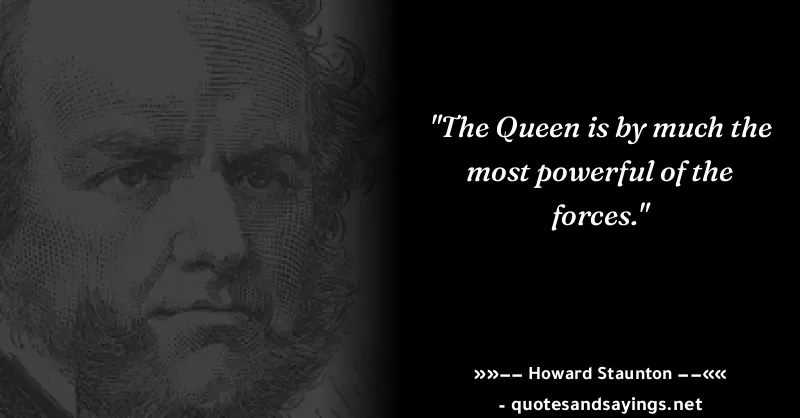 "The Queen is by much the
most powerful of the
forces."
»»−− Howard Staunton −−««
- quotesandsayings.net